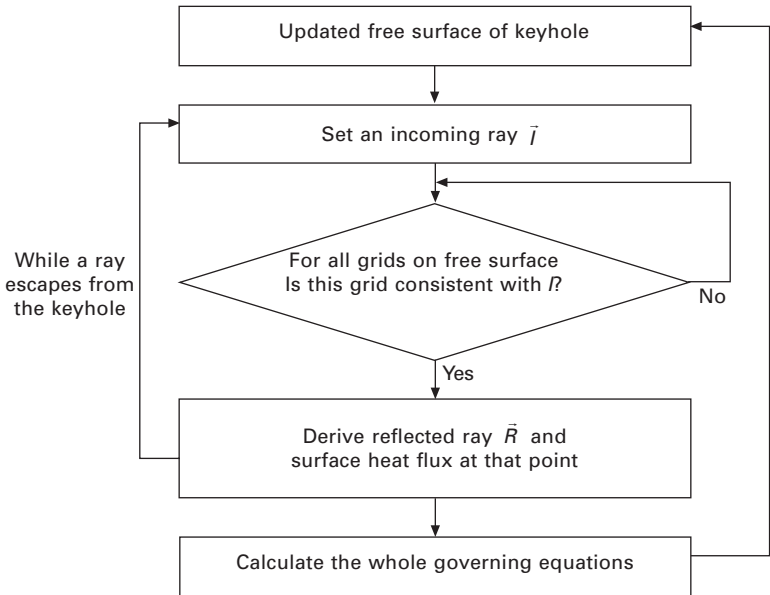 Updated free surface of keyhole
Set an incoming ray \vec{I}
While a ray
escapes from
the keyhole
For all grids on free surface
Is this grid consistent with I?
No
Yes
Derive reflected ray \vec{R} and
surface heat flux at that point
Calculate the whole governing equations